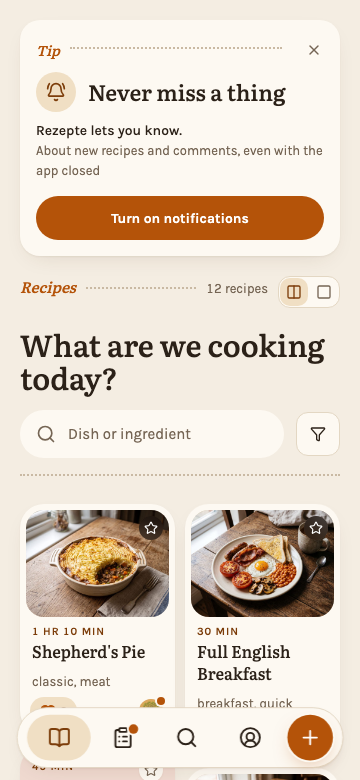 Tip
Never miss a thing
Rezepte lets you know.
About new recipes and comments, even with the
app closed
Turn on notifications
Recipes
12 recipes
What are we cooking
today?
Dish or ingredient
1 HR 10 MIN
Shepherd's Pie
classic, meat
30 MIN
Full English
Breakfast
breakfast, quick